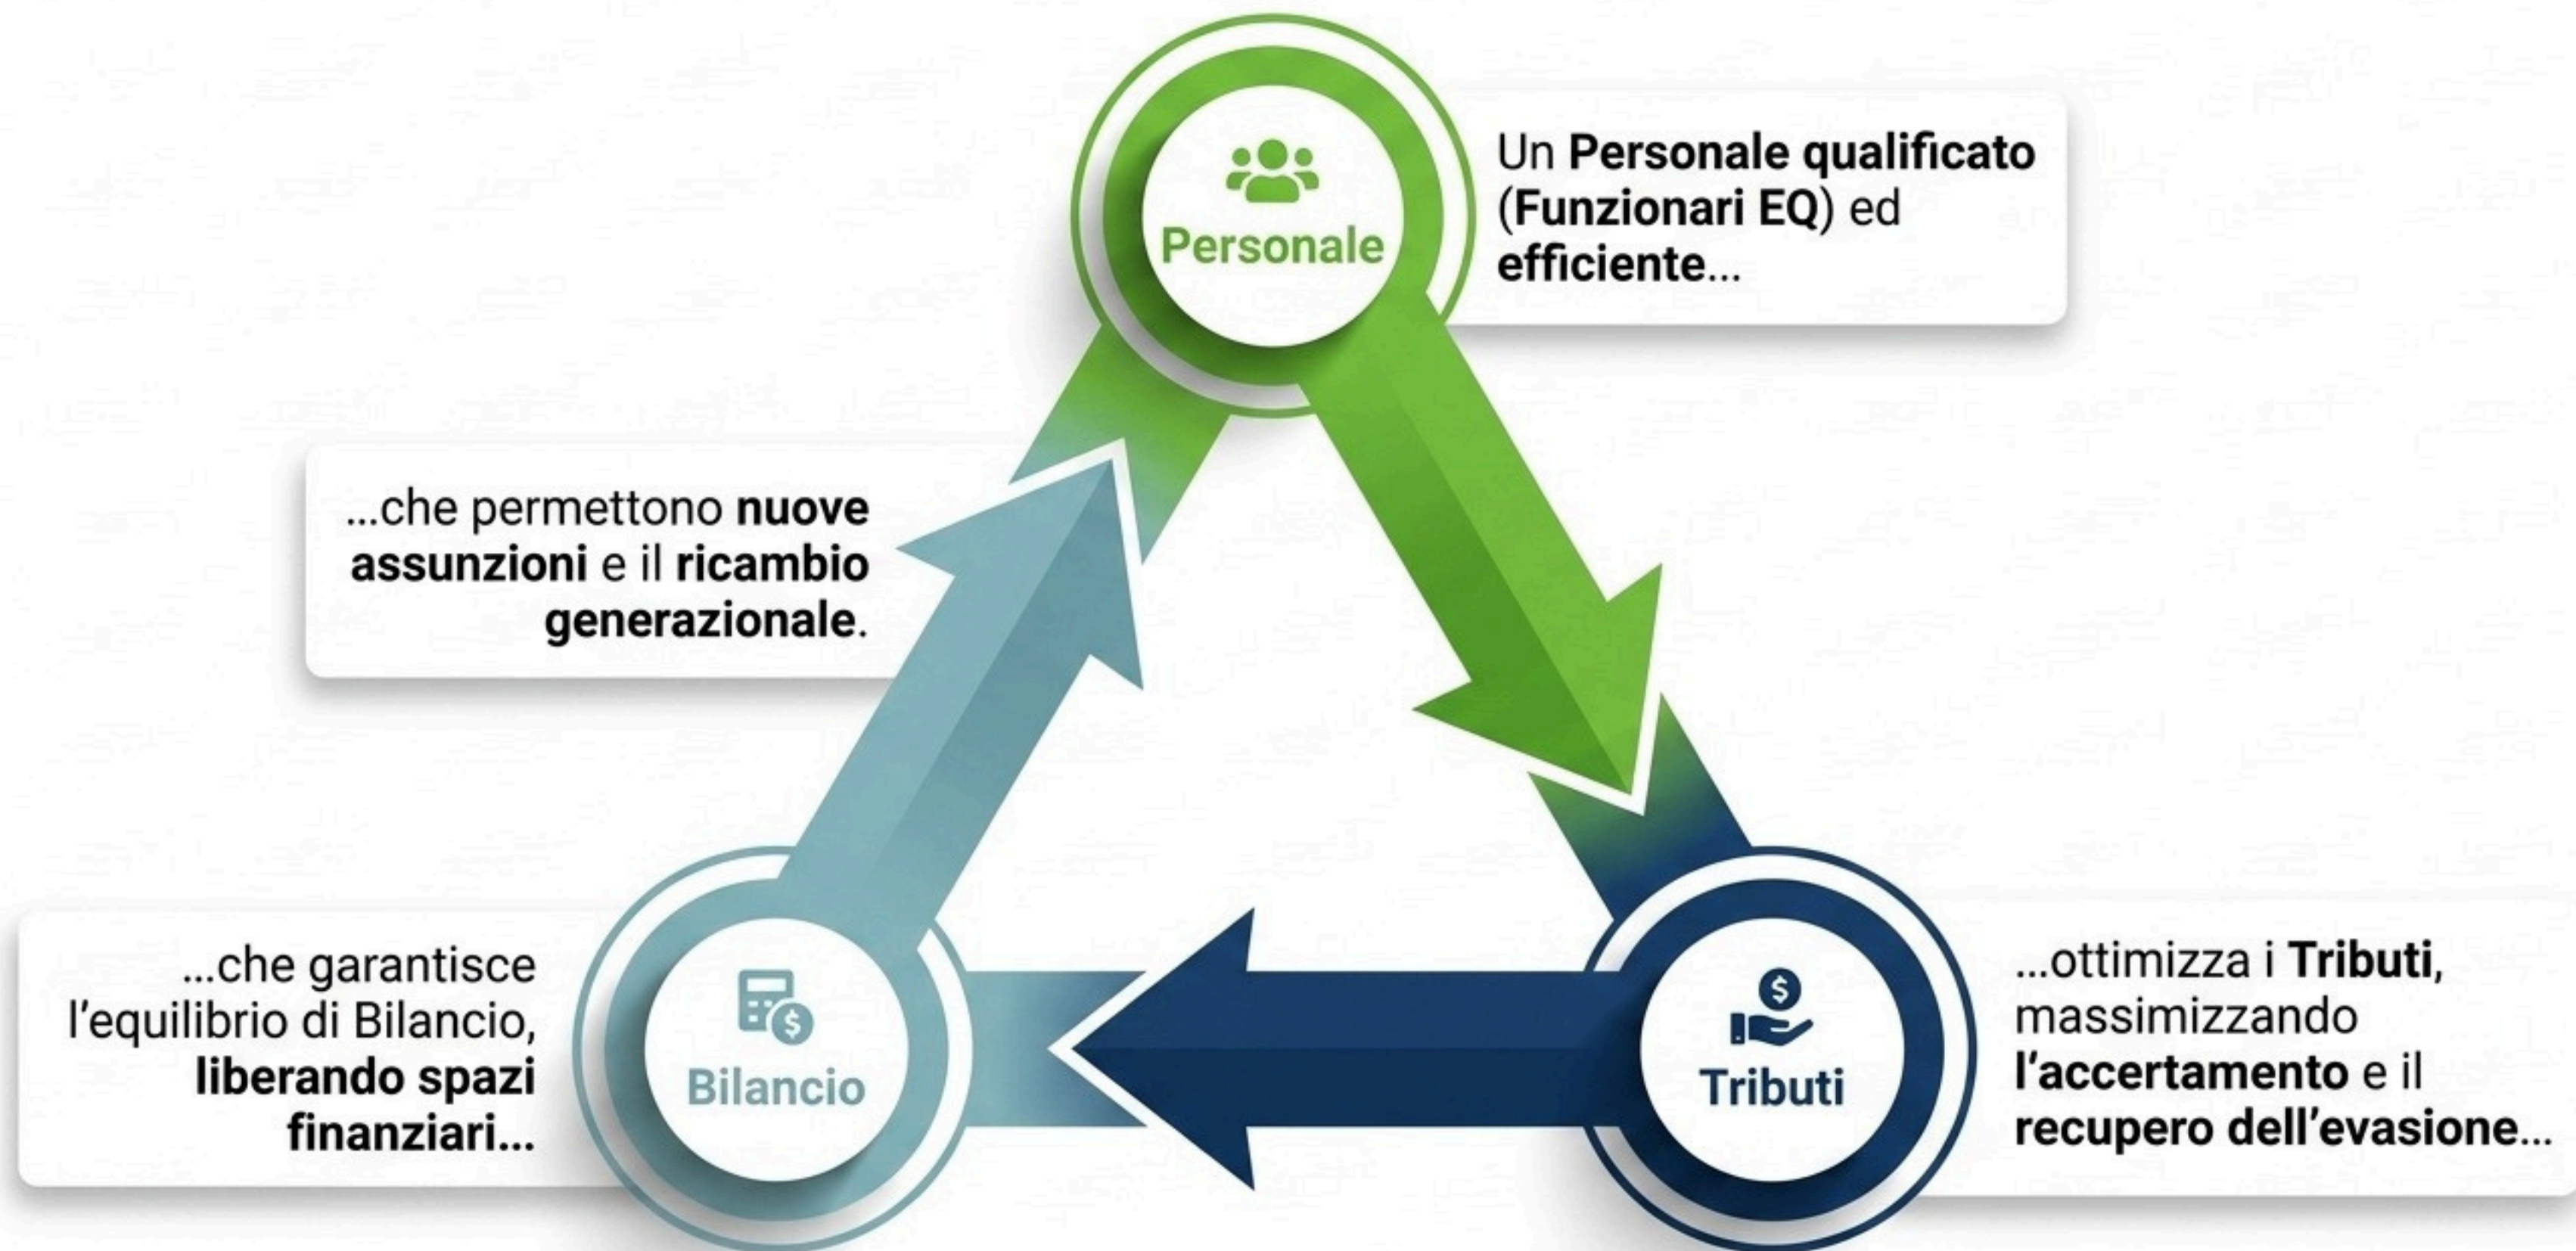 Personale
Un Personale qualificato
(Funzionari EQ) ed
efficiente...
...ottimizza i Tributi,
massimizzando
l'accertamento e il
recupero dell'evasione...
Tributi
...che garantisce
l'equilibrio di Bilancio,
liberando spazi
finanziari...
Bilancio
...che permettono nuove
assunzioni e il ricambio
generazionale.